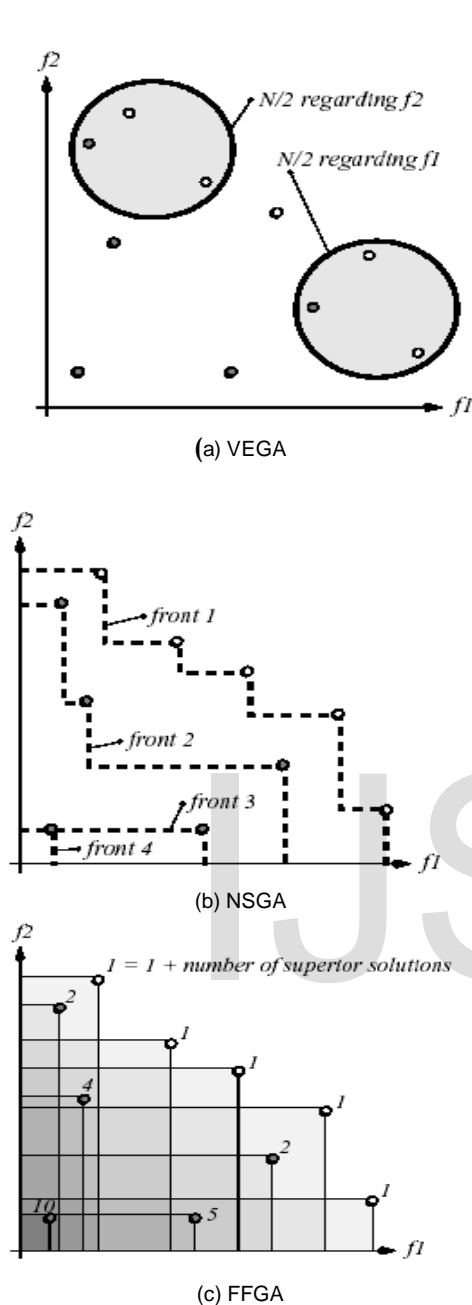 f2
N/2 regarding f2
N/2 regarding f1
f1
(a) VEGA
f2
front 1
front 2
front 3
front 4
f1
(b) NSGA
IJS
f2
1 = 1 + number of superior solutions
2
1
1
4
1
2
1
10
5
f1
(c) FFGA